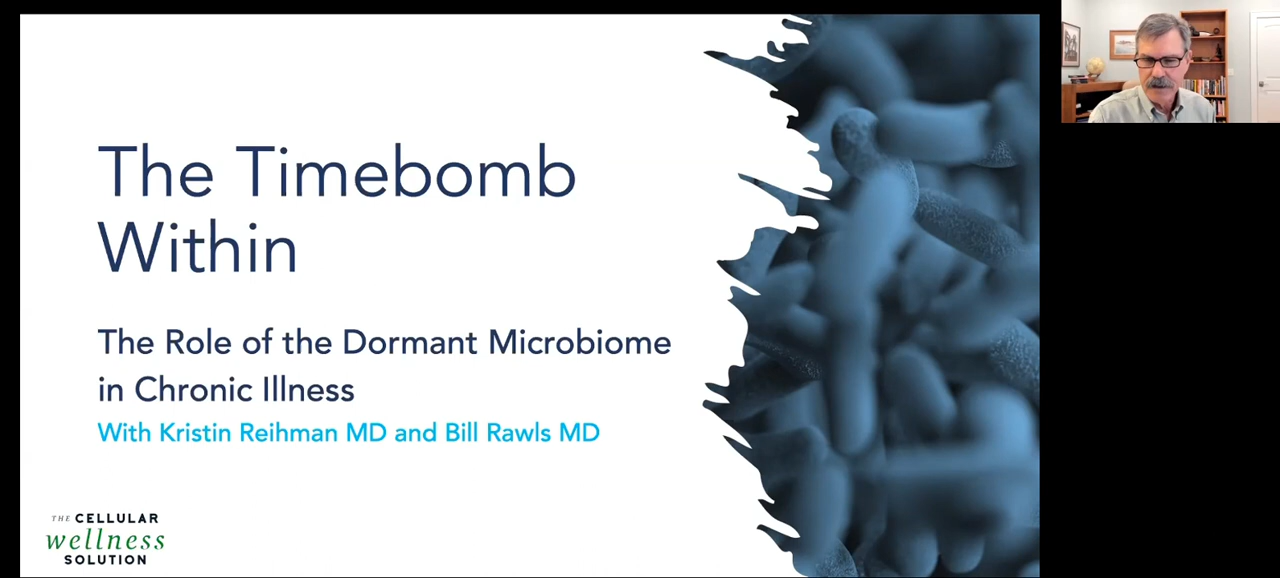 The Timebomb
Within
The Role of the Dormant Microbiome
in Chronic Illness
With Kristin Reihman MD and Bill Rawls MD
THE CELLULAR
wellness
SOLUTION